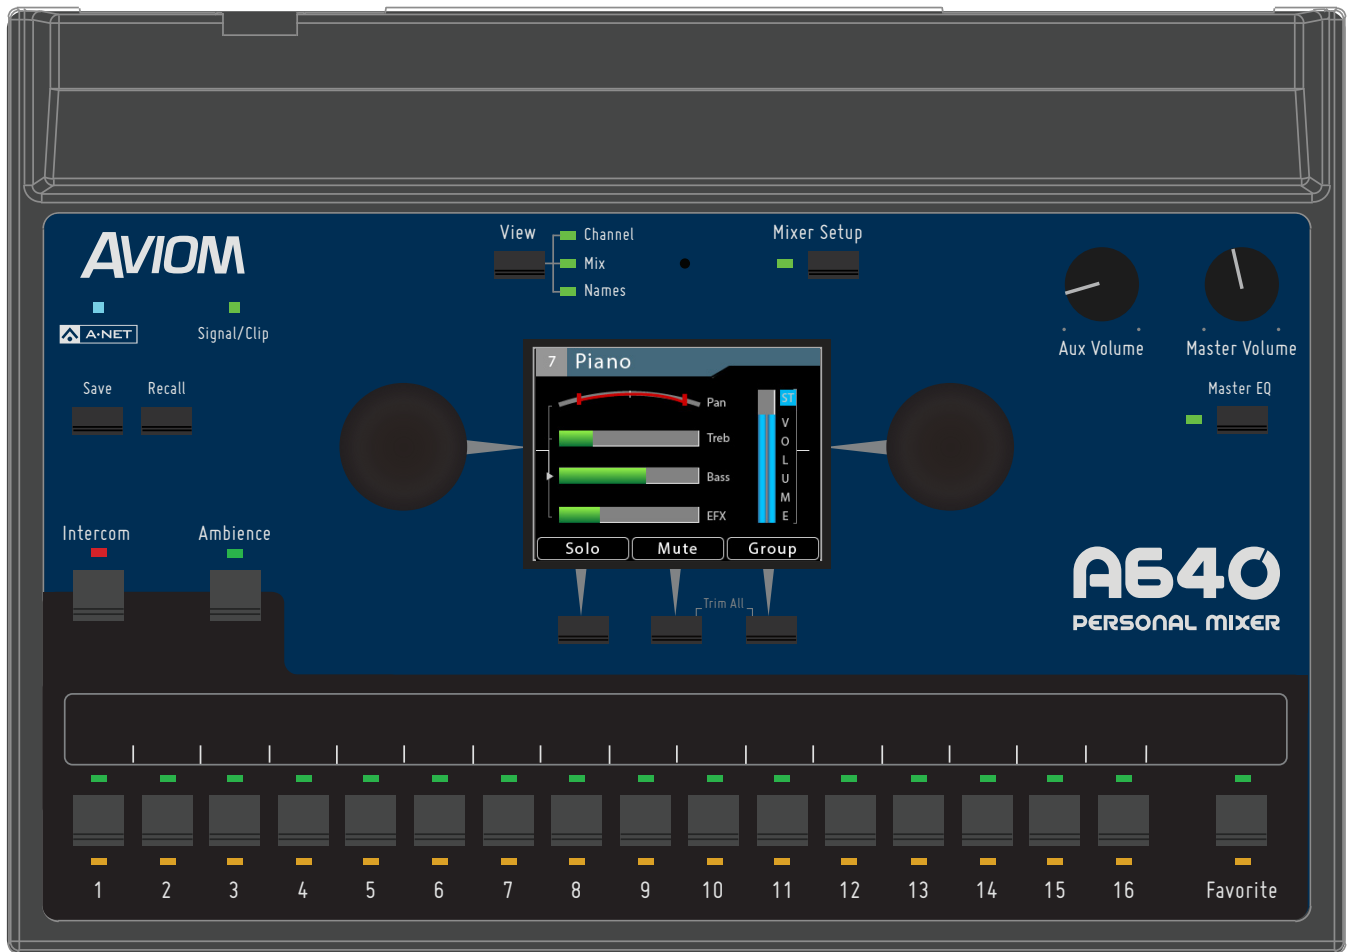 AVIOM
View
Channel
Mix
Names
Mixer Setup
A-NET
Signal/Clip
Aux Volume
Master Volume
Save
Recall
Master EQ
7 Piano
Pan
ST
Treb
Bass
EFX
VOLUME
Solo
Mute
Group
Trim All
Intercom
Ambience
A640
PERSONAL MIXER
1 2 3 4 5 6 7 8 9 10 11 12 13 14 15 16 Favorite